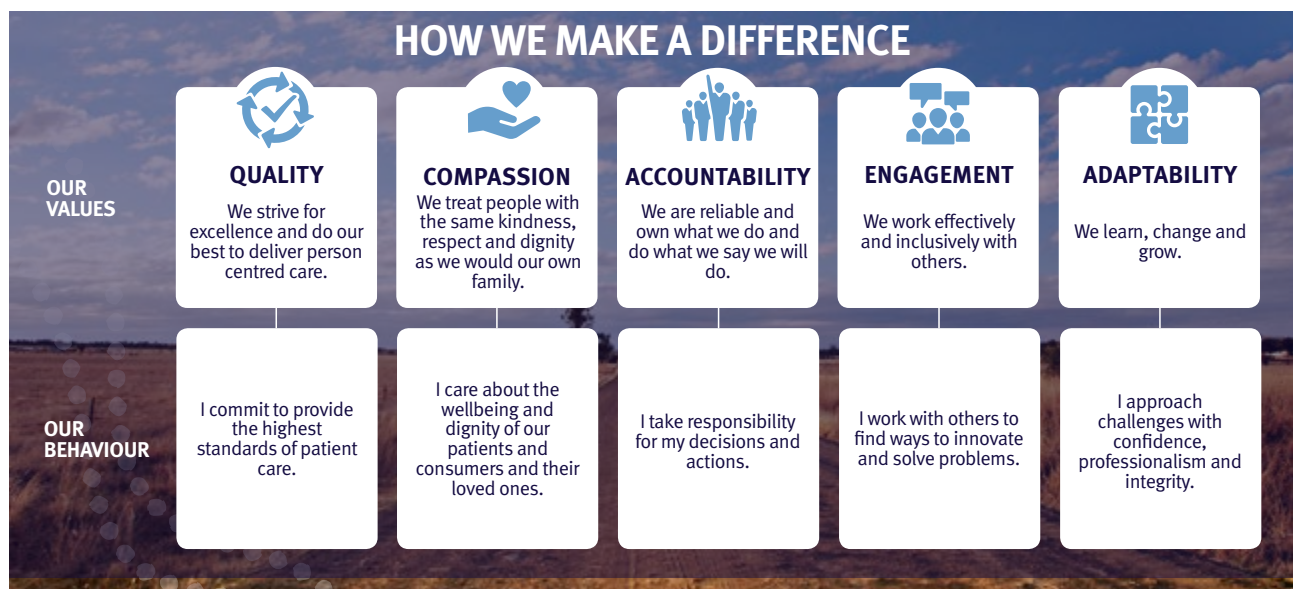 HOW WE MAKE A DIFFERENCE
OUR
VALUES
QUALITY
We strive for
excellence and do our
best to deliver person
centred care.
COMPASSION
We treat people with
the same kindness,
respect and dignity
as we would our own
family.
ACCOUNTABILITY
We are reliable and
own what we do and
do what we say we will
do.
ENGAGEMENT
We work effectively
and inclusively with
others.
ADAPTABILITY
We learn, change and
grow.
OUR
BEHAVIOUR
I commit to provide
the highest
standards of patient
care.
I care about the
wellbeing and
dignity of our
patients and
consumers and their
loved ones.
I take responsibility
for my decisions and
actions.
I work with others to
find ways to innovate
and solve problems.
I approach
challenges with
confidence,
professionalism and
integrity.